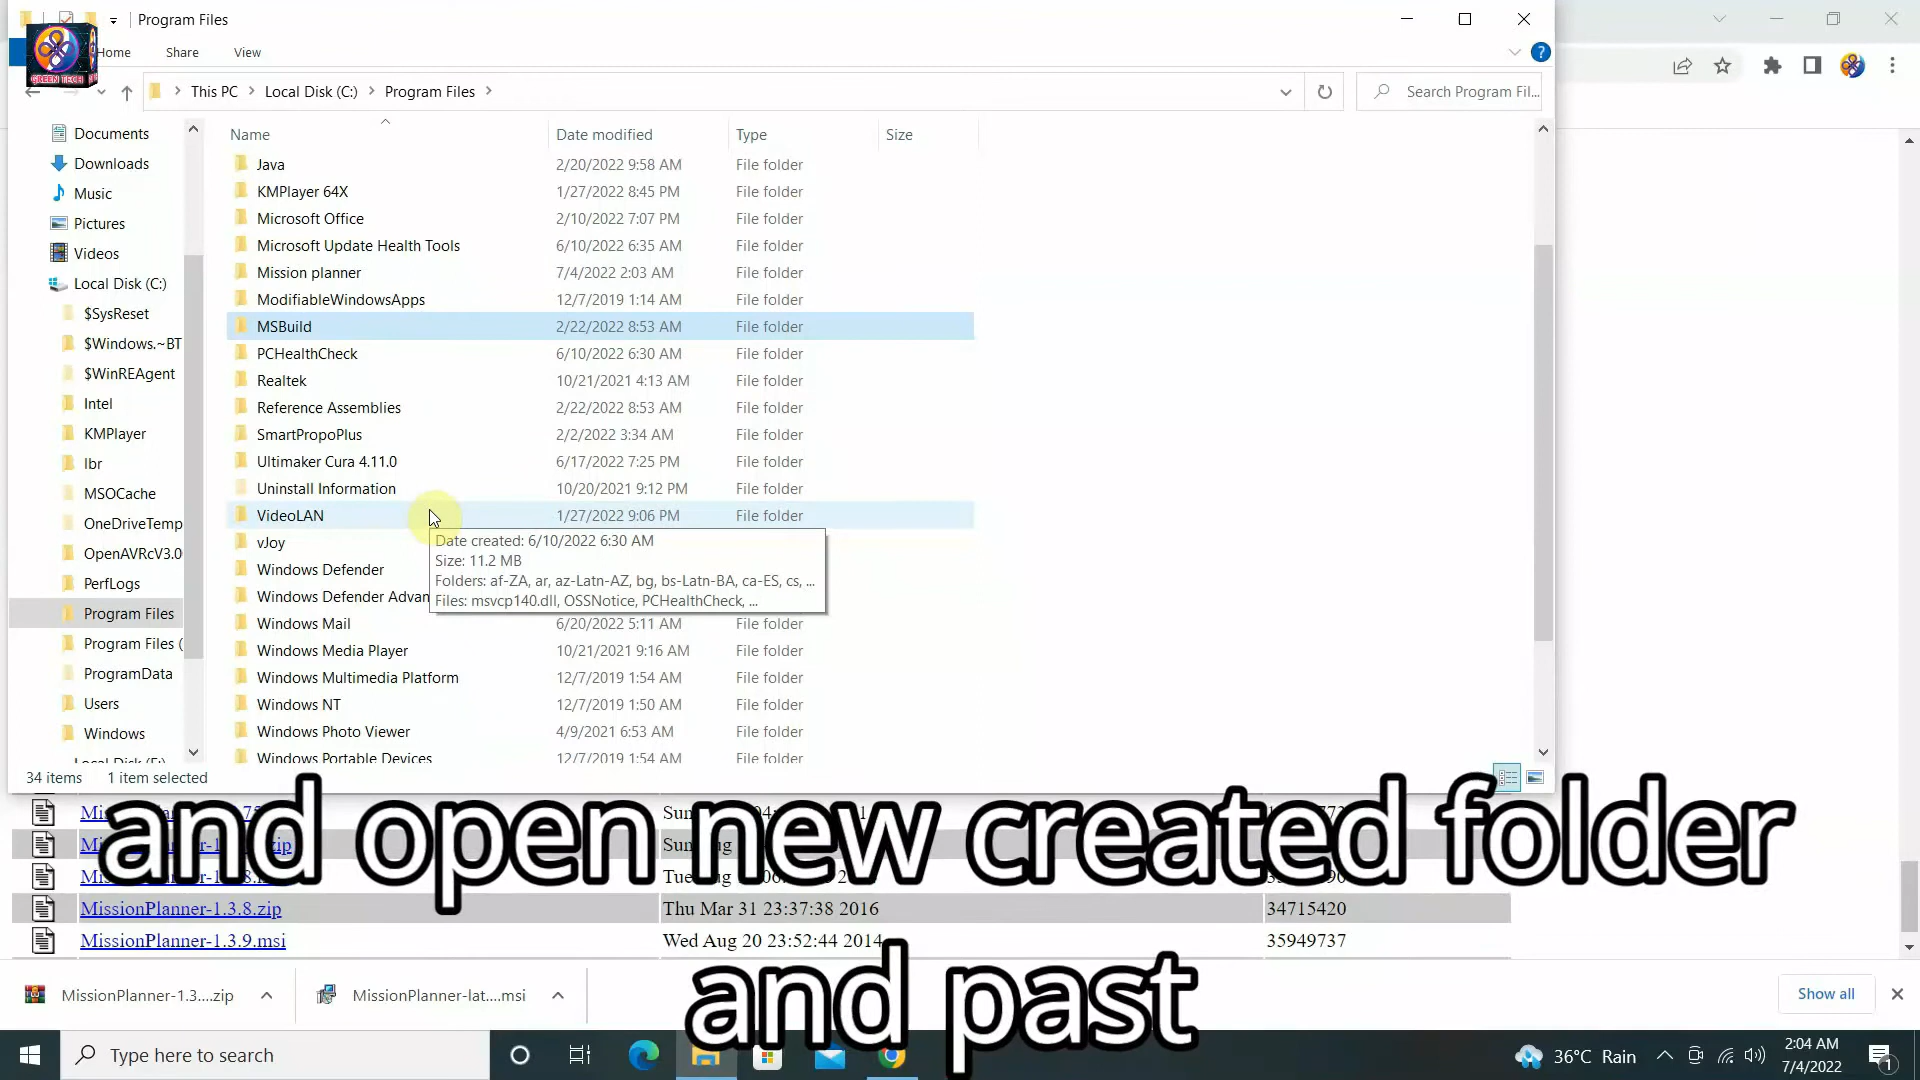 Program Files
GREEN TECH
Home Share View
This PC Local Disk (C:) Program Files
Search Program Fil...
Documents
Downloads
Music
Pictures
Videos
Local Disk (C:)
$SysReset
$Windows.~BT
$WinREAgent
Intel
KMPlayer
lbr
MSOCache
OneDriveTemp
OpenAVRcV3.0
PerfLogs
Program Files
Program Files (
ProgramData
Users
Windows
Name Date modified Type Size
Java 2/20/2022 9:58 AM File folder
KMPlayer 64X 1/27/2022 8:45 PM File folder
Microsoft Office 2/10/2022 7:07 PM File folder
Microsoft Update Health Tools 6/10/2022 6:35 AM File folder
Mission planner 7/4/2022 2:03 AM File folder
ModifiableWindowsApps 12/7/2019 1:14 AM File folder
MSBuild 2/22/2022 8:53 AM File folder
PCHealthCheck 6/10/2022 6:30 AM File folder
Realtek 10/21/2021 4:13 AM File folder
Reference Assemblies 2/22/2022 8:53 AM File folder
SmartPropoPlus 2/2/2022 3:34 AM File folder
Ultimaker Cura 4.11.0 6/17/2022 7:25 PM File folder
Uninstall Information 10/20/2021 9:12 PM File folder
VideoLAN 1/27/2022 9:06 PM File folder
vJoy
Windows Defender
Windows Defender Advan
Date created: 6/10/2022 6:30 AM
Size: 11.2 MB
Folders: af-ZA, ar, az-Latn-AZ, bg, bs-Latn-BA, ca-ES, cs, ...
Files: msvcp140.dll, OSSNotice, PCHealthCheck, ...
Windows Mail 6/20/2022 5:11 AM File folder
Windows Media Player 10/21/2021 9:16 AM File folder
Windows Multimedia Platform 12/7/2019 1:54 AM File folder
Windows NT 12/7/2019 1:50 AM File folder
Windows Photo Viewer 4/9/2021 6:53 AM File folder
Windows Portable Devices 12/7/2019 1:54 AM File folder
34 items 1 item selected
and open new created folder
and past
MissionPlanner-1.3.8.zip Thu Mar 31 23:37:38 2016 34715420
MissionPlanner-1.3.9.msi Wed Aug 20 23:52:44 2014 35949737
MissionPlanner-1.3....zip
MissionPlanner-lat....msi
Show all
Type here to search
36°C Rain
2:04 AM
7/4/2022
1